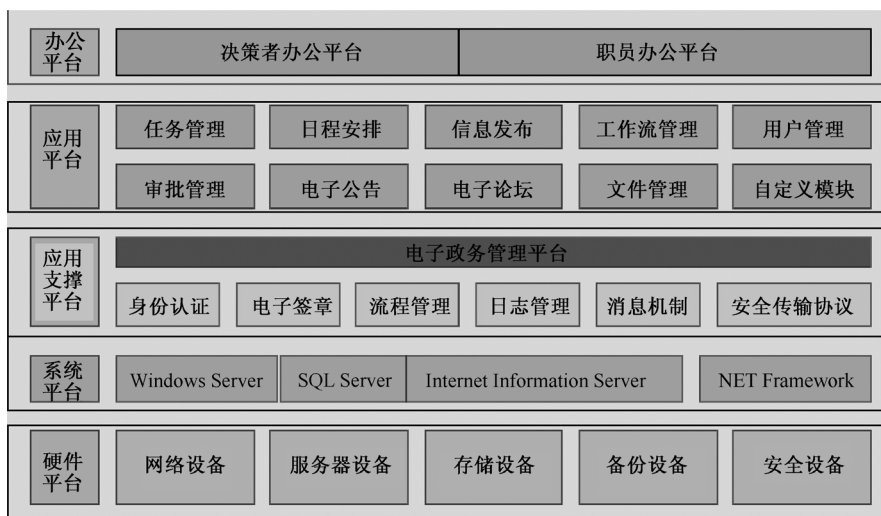 办公
平台
决策者办公平台 职员办公平台
应用
平台
任务管理 日程安排 信息发布 工作流管理 用户管理
审批管理 电子公告 电子论坛 文件管理 自定义模块
应用
支撑
平台
电子政务管理平台
身份认证 电子签章 流程管理 日志管理 消息机制 安全传输协议
系统
平台
Windows Server SQL Server Internet Information Server NET Framework
硬件
平台
网络设备 服务器设备 存储设备 备份设备 安全设备